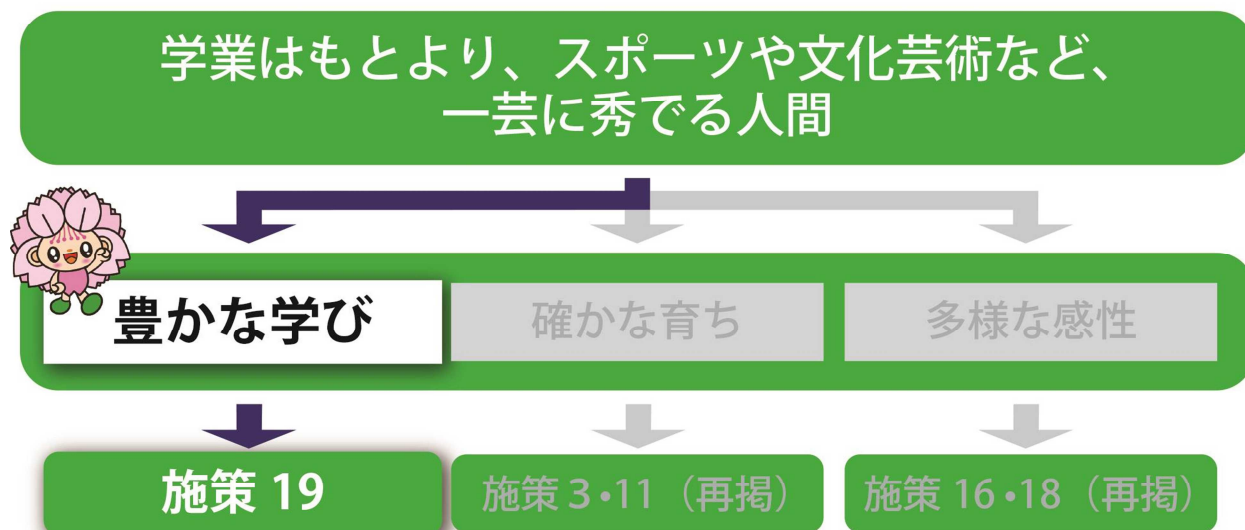 学業はもとより、スポーツや文化芸術など、
一芸に秀でる人間
豊かな学び
確かな育ち
多様な感性
施策 19
施策 3・11（再掲）
施策 16・18（再掲）